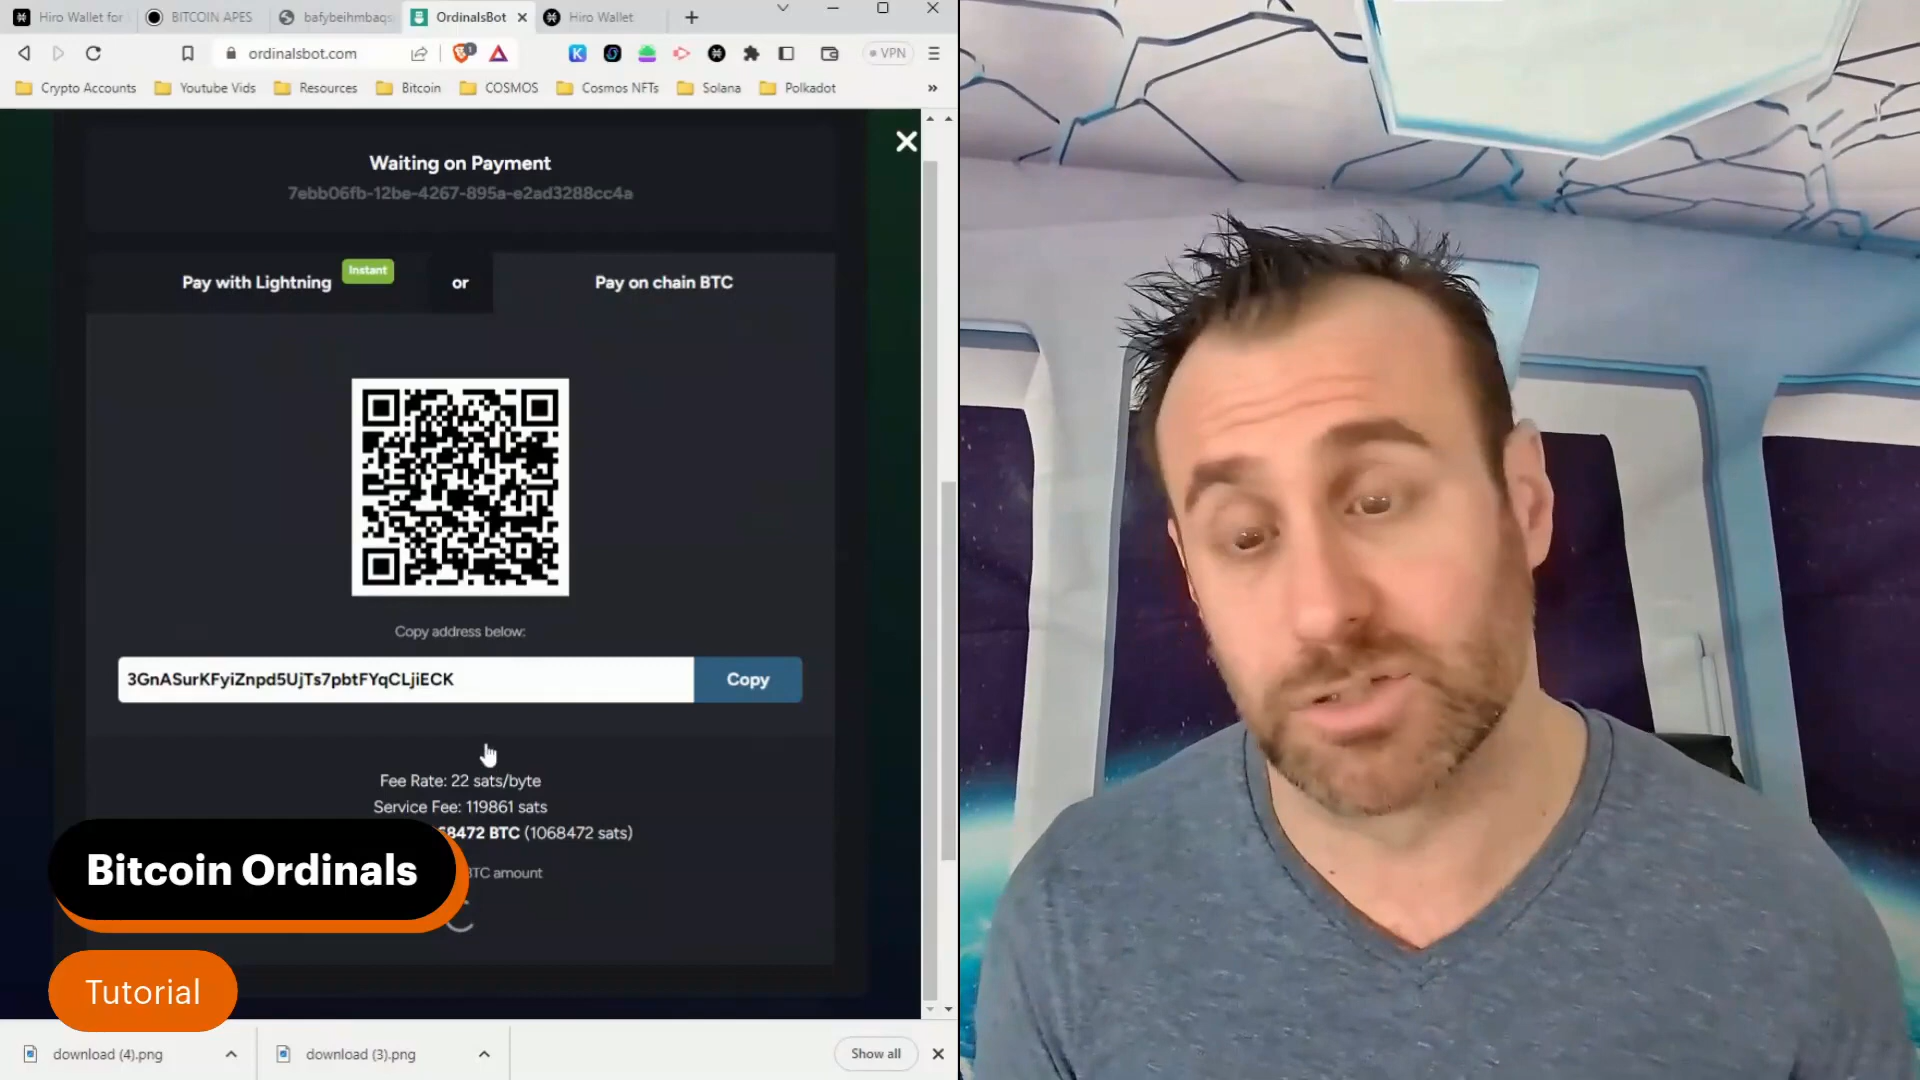 Hiro Wallet for
BITCOIN APES
bafybeihmbaqs
OrdinalsBot
Hiro Wallet
ordinalsbot.com
VPN
Crypto Accounts
Youtube Vids
Resources
Bitcoin
COSMOS
Cosmos NFTs
Solana
Polkadot
Waiting on Payment
7ebb06fb-12be-4267-895a-e2ad3288cc4a
Pay with Lightning
Instant
or
Pay on chain BTC
Copy address below:
3GnASurKFyiZnpd5UjTs7pbtFYqCLjiECK
Copy
Fee Rate: 22 sats/byte
Service Fee: 119861 sats
68472 BTC (1068472 sats)
BTC amount
Bitcoin Ordinals
Tutorial
download (4).png
download (3).png
Show all